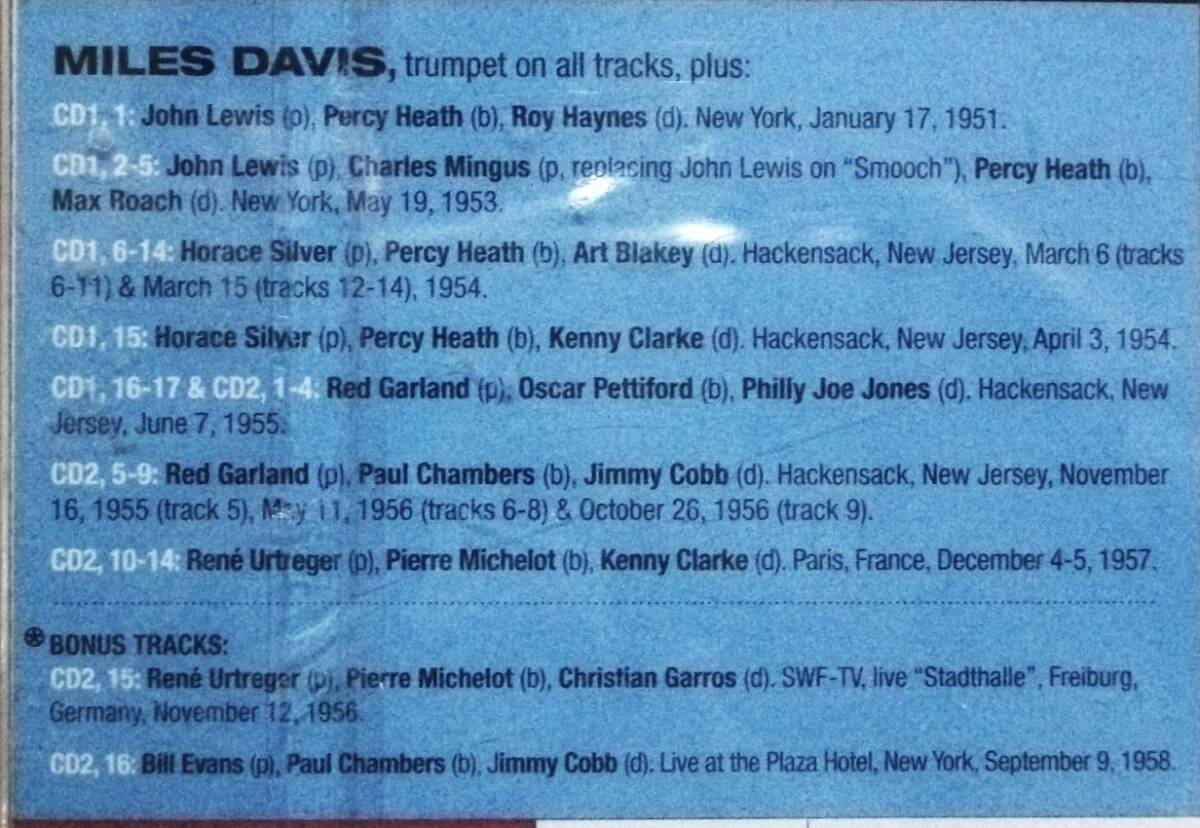 MILES DAVIS, trumpet on all tracks, plus:
CD1, 1: John Lewis (p), Percy Heath (b), Roy Haynes (d). New York, January 17, 1951.
CD1, 2-5: John Lewis (p), Charles Mingus (p, replacing John Lewis on “Smooch”), Percy Heath (b),
Max Roach (d). New York, May 19, 1953.
CD1, 6-14: Horace Silver (p), Percy Heath (b), Art Blakey (d). Hackensack, New Jersey, March 6 (tracks
6-11) & March 15 (tracks 12-14), 1954.
CD1, 15: Horace Silver (p), Percy Heath (b), Kenny Clarke (d). Hackensack, New Jersey, April 3, 1954.
CD1, 16-17 & CD2, 1-4: Red Garland (p), Oscar Pettiford (b), Philly Joe Jones (d). Hackensack, New
Jersey, June 7, 1955.
CD2, 5-9: Red Garland (p), Paul Chambers (b), Jimmy Cobb (d). Hackensack, New Jersey, November
16, 1955 (track 5), May 11, 1956 (tracks 6-8) & October 26, 1956 (track 9).
CD2, 10-14: René Urtreger (p), Pierre Michelot (b), Kenny Clarke (d). Paris, France, December 4-5, 1957.
BONUS TRACKS:
CD2, 15: René Urtreger (p), Pierre Michelot (b), Christian Garros (d). SWF-TV, live “Stadthalle”, Freiburg,
Germany, November 12, 1956.
CD2, 16: Bill Evans (p), Paul Chambers (b), Jimmy Cobb (d). Live at the Plaza Hotel, New York, September 9, 1958.